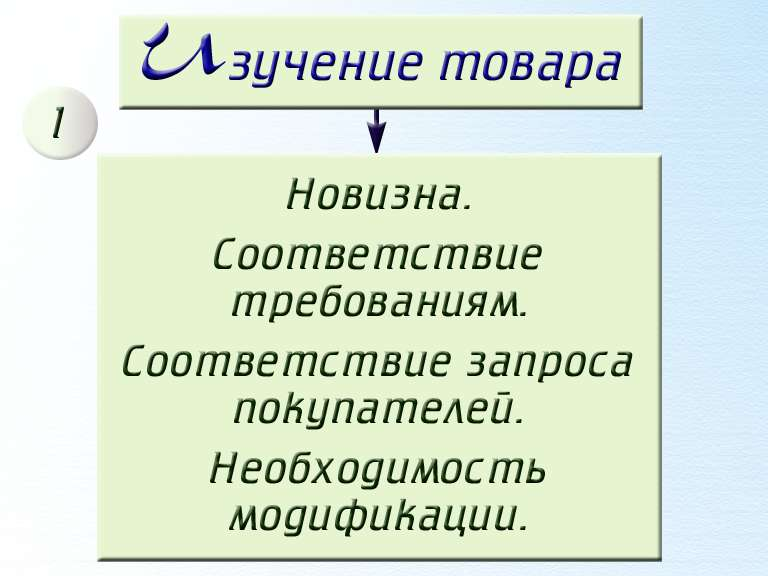 Изучение товара
1
Новизна.
Соответствие
требованиям.
Соответствие запроса
покупателей.
Необходимость
модификации.